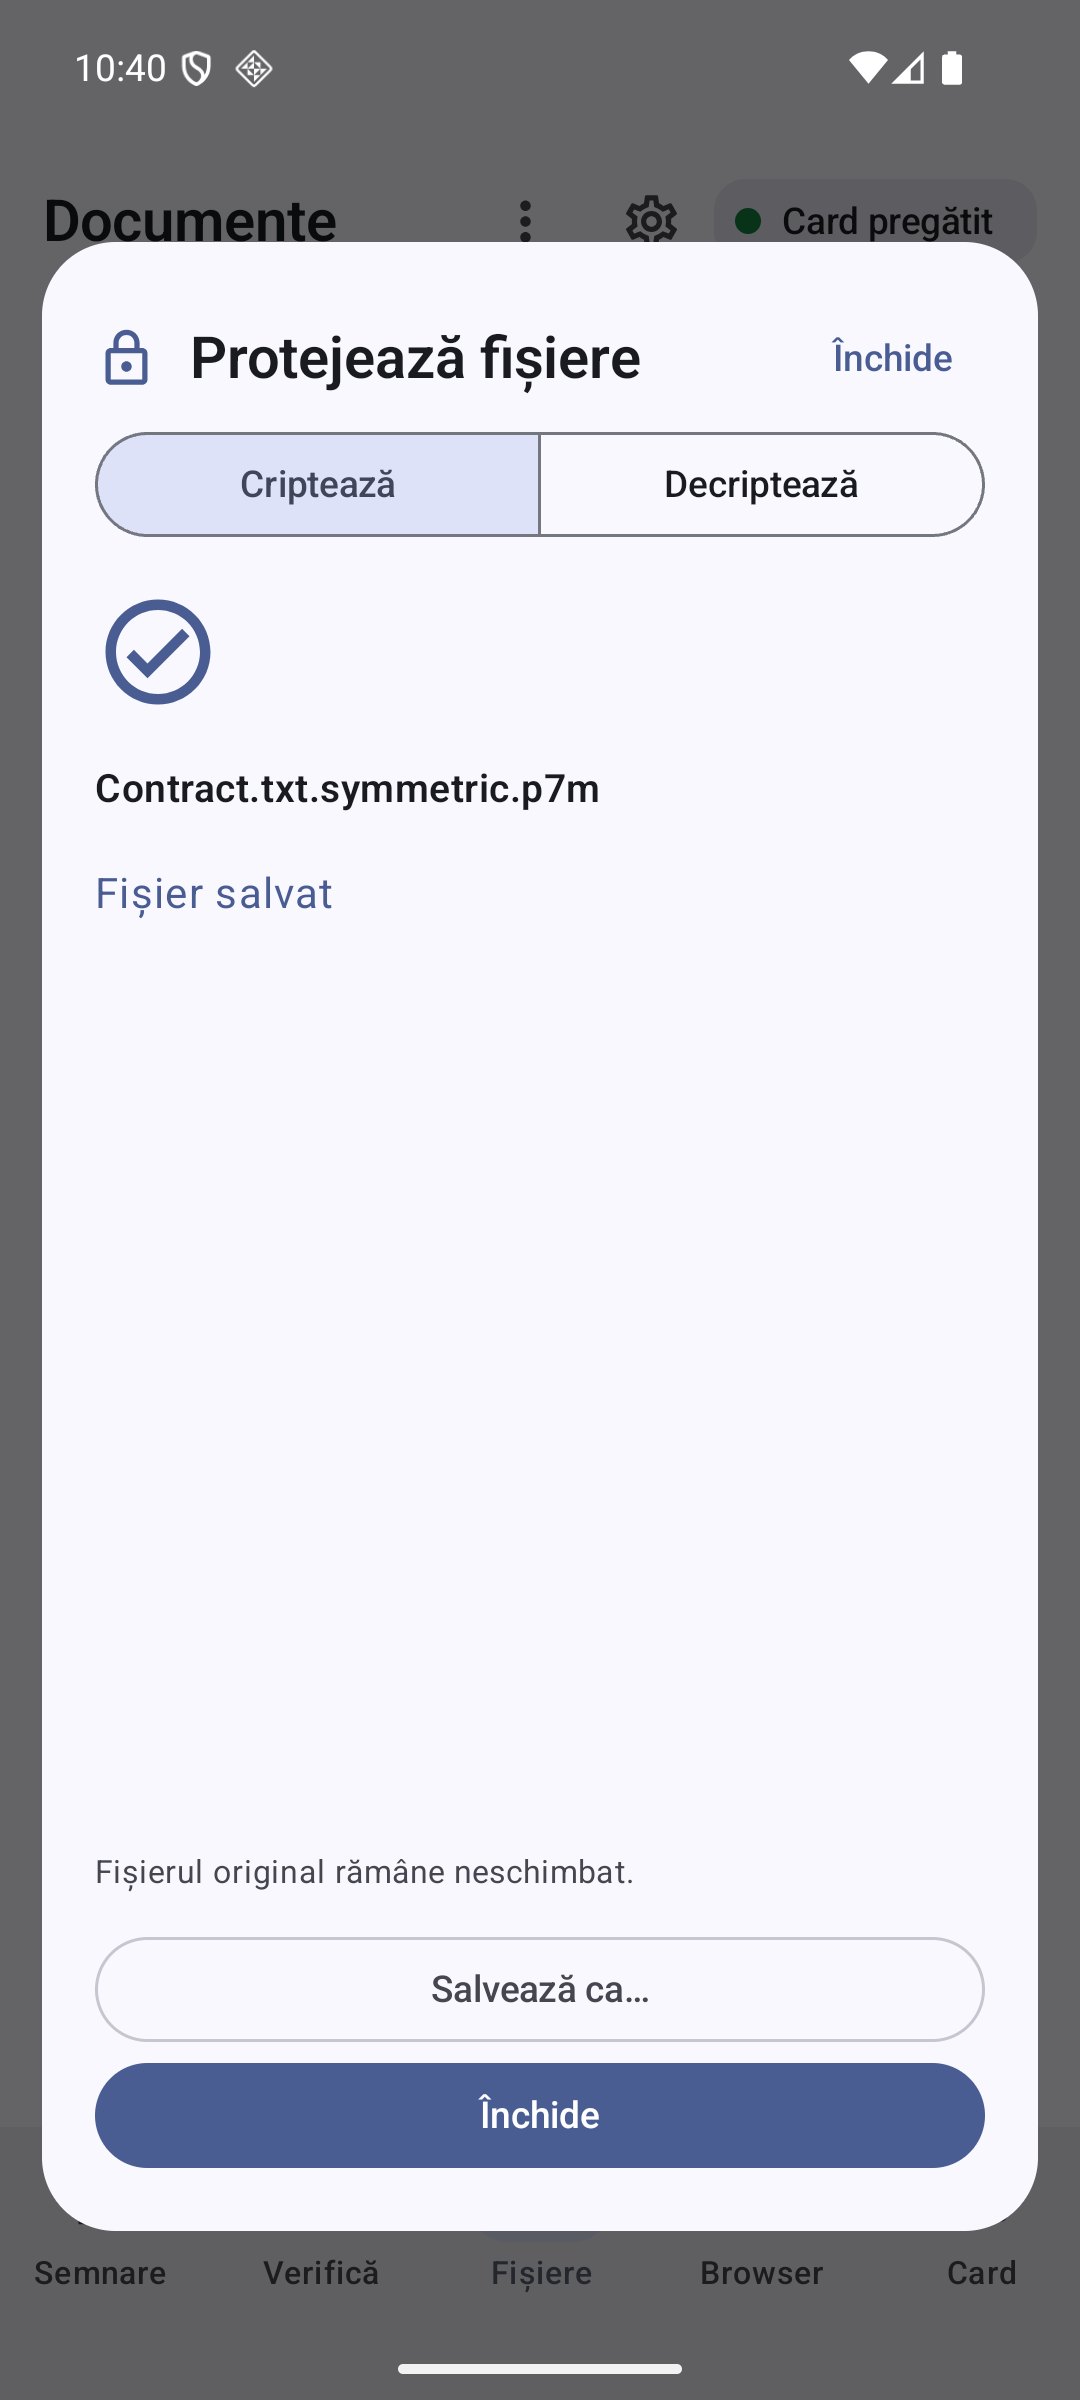 10:40
Documente
Card pregătit
Protejează fișiere
Închide
Criptează
Decriptează
Contract.txt.symmetric.p7m
Fișier salvat
Fișierul original rămâne neschimbat.
Salvează ca...
Închide
Semnare
Verifică
Fișiere
Browser
Card